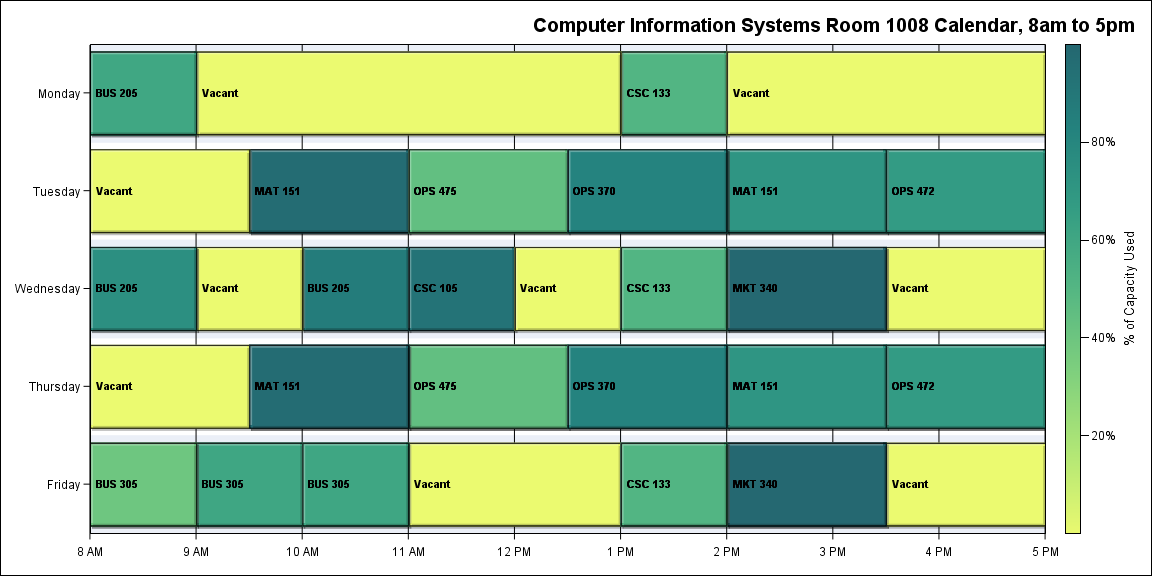 Computer Information Systems Room 1008 Calendar, 8am to 5pm
Monday
BUS 205
Vacant
CSC 133
Vacant
Tuesday
Vacant
MAT 151
OPS 475
OPS 370
MAT 151
OPS 472
Wednesday
BUS 205
Vacant
BUS 205
CSC 105
Vacant
CSC 133
MKT 340
Vacant
Thursday
Vacant
MAT 151
OPS 475
OPS 370
MAT 151
OPS 472
Friday
BUS 305
BUS 305
BUS 305
Vacant
CSC 133
MKT 340
Vacant
8 AM
9 AM
10 AM
11 AM
12 PM
1 PM
2 PM
3 PM
4 PM
5 PM
80%
60%
40%
20%
% of Capacity Used